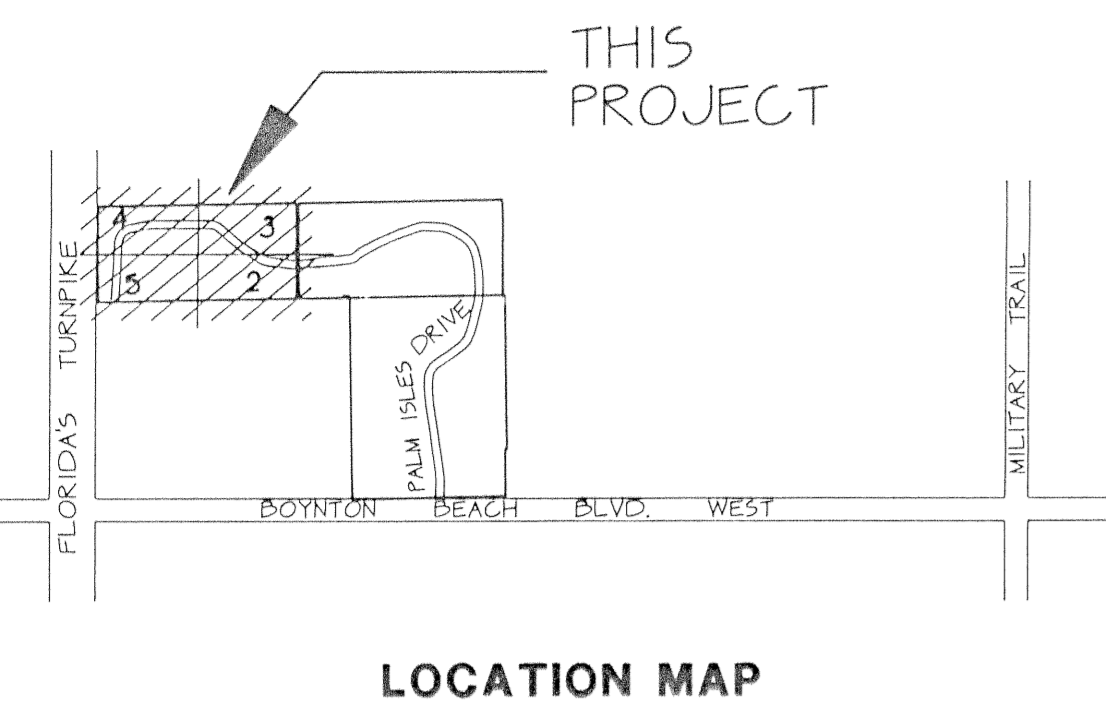 THIS
PROJECT
4
3
5
2
FLORIDA'S TURNPIKE
PALM ISLES DRIVE
MILITARY TRAIL
BOYNTON BEACH BLVD. WEST
LOCATION MAP